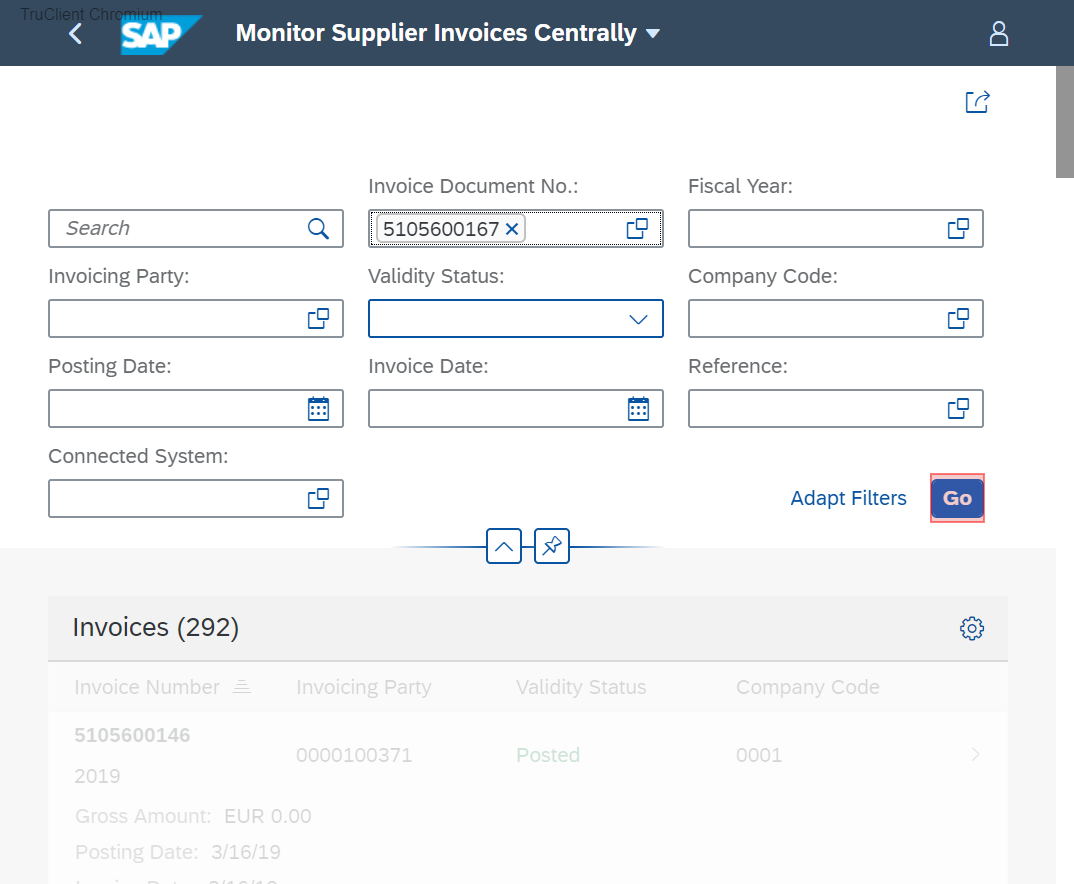 TruClient Chromium
SAP
Monitor Supplier Invoices Centrally
Invoice Document No.:
Fiscal Year:
Search
5105600167
Invoicing Party:
Validity Status:
Company Code:
Posting Date:
Invoice Date:
Reference:
Connected System:
Adapt Filters
Go
Invoices (292)
Invoice Number
Invoicing Party
Validity Status
Company Code
5105600146
0000100371
Posted
0001
2019
Gross Amount: EUR 0.00
Posting Date: 3/16/19